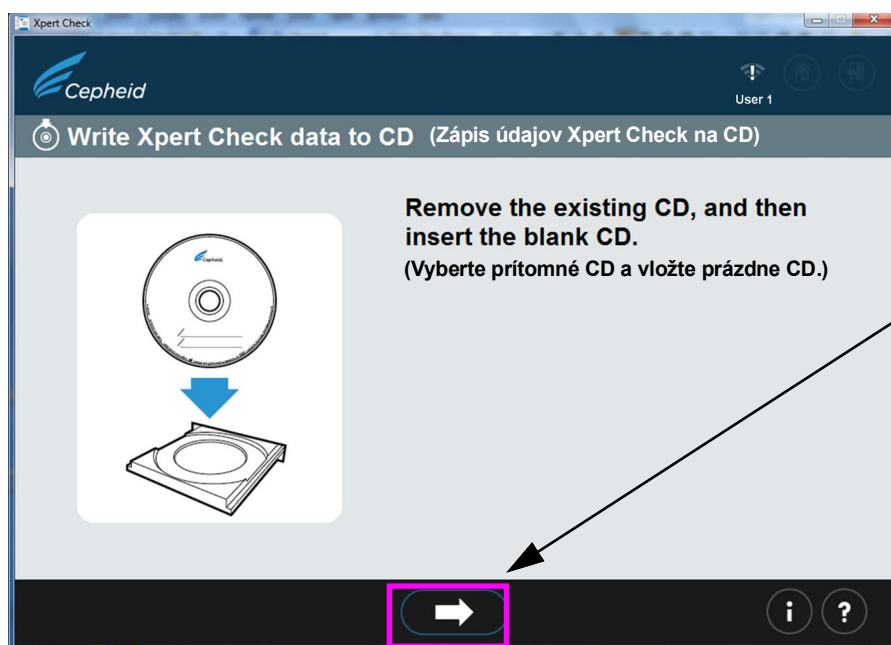 Xpert Check
Cepheid
User 1
Write Xpert Check data to CD (Zápis údajov Xpert Check na CD)
Remove the existing CD, and then
insert the blank CD.
(Vyberte prítomné CD a vložte prázdne CD.)
Cepheid
i ?